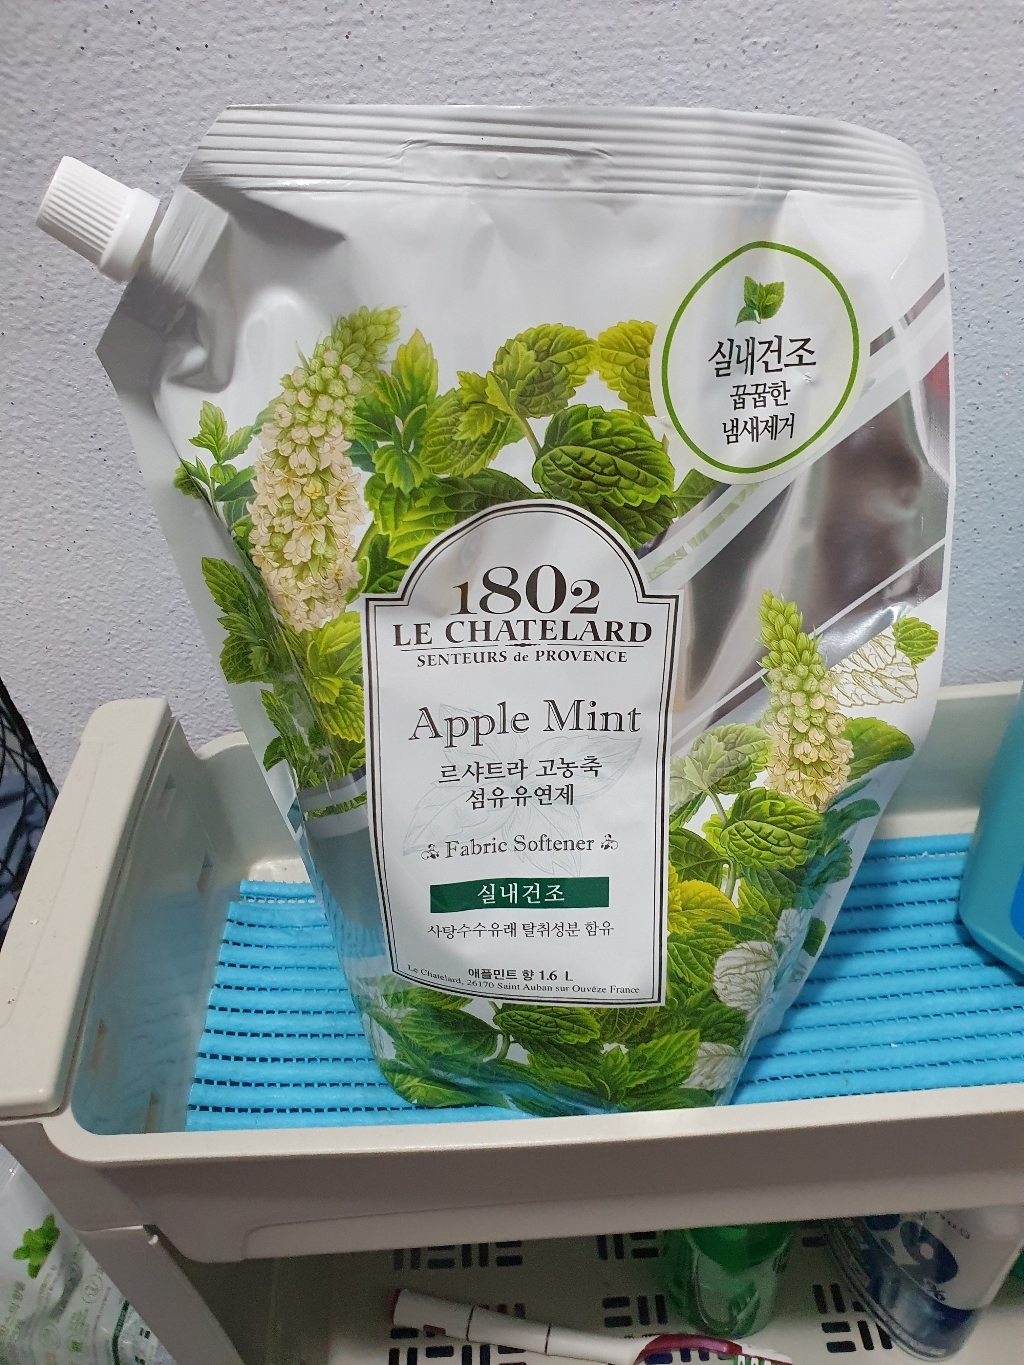 실내건조
꿉꿉한
냄새제거
1802
LE CHATELARD
SENTEURS de PROVENCE
Apple Mint
르샤트라 고농축
섬유유연제
Fabric Softener
실내건조
사탕수수유래 탈취성분 함유
애플민트 향 1.6 L
Le Chatelard, 26170 Saint Auban sur Ouvèze France